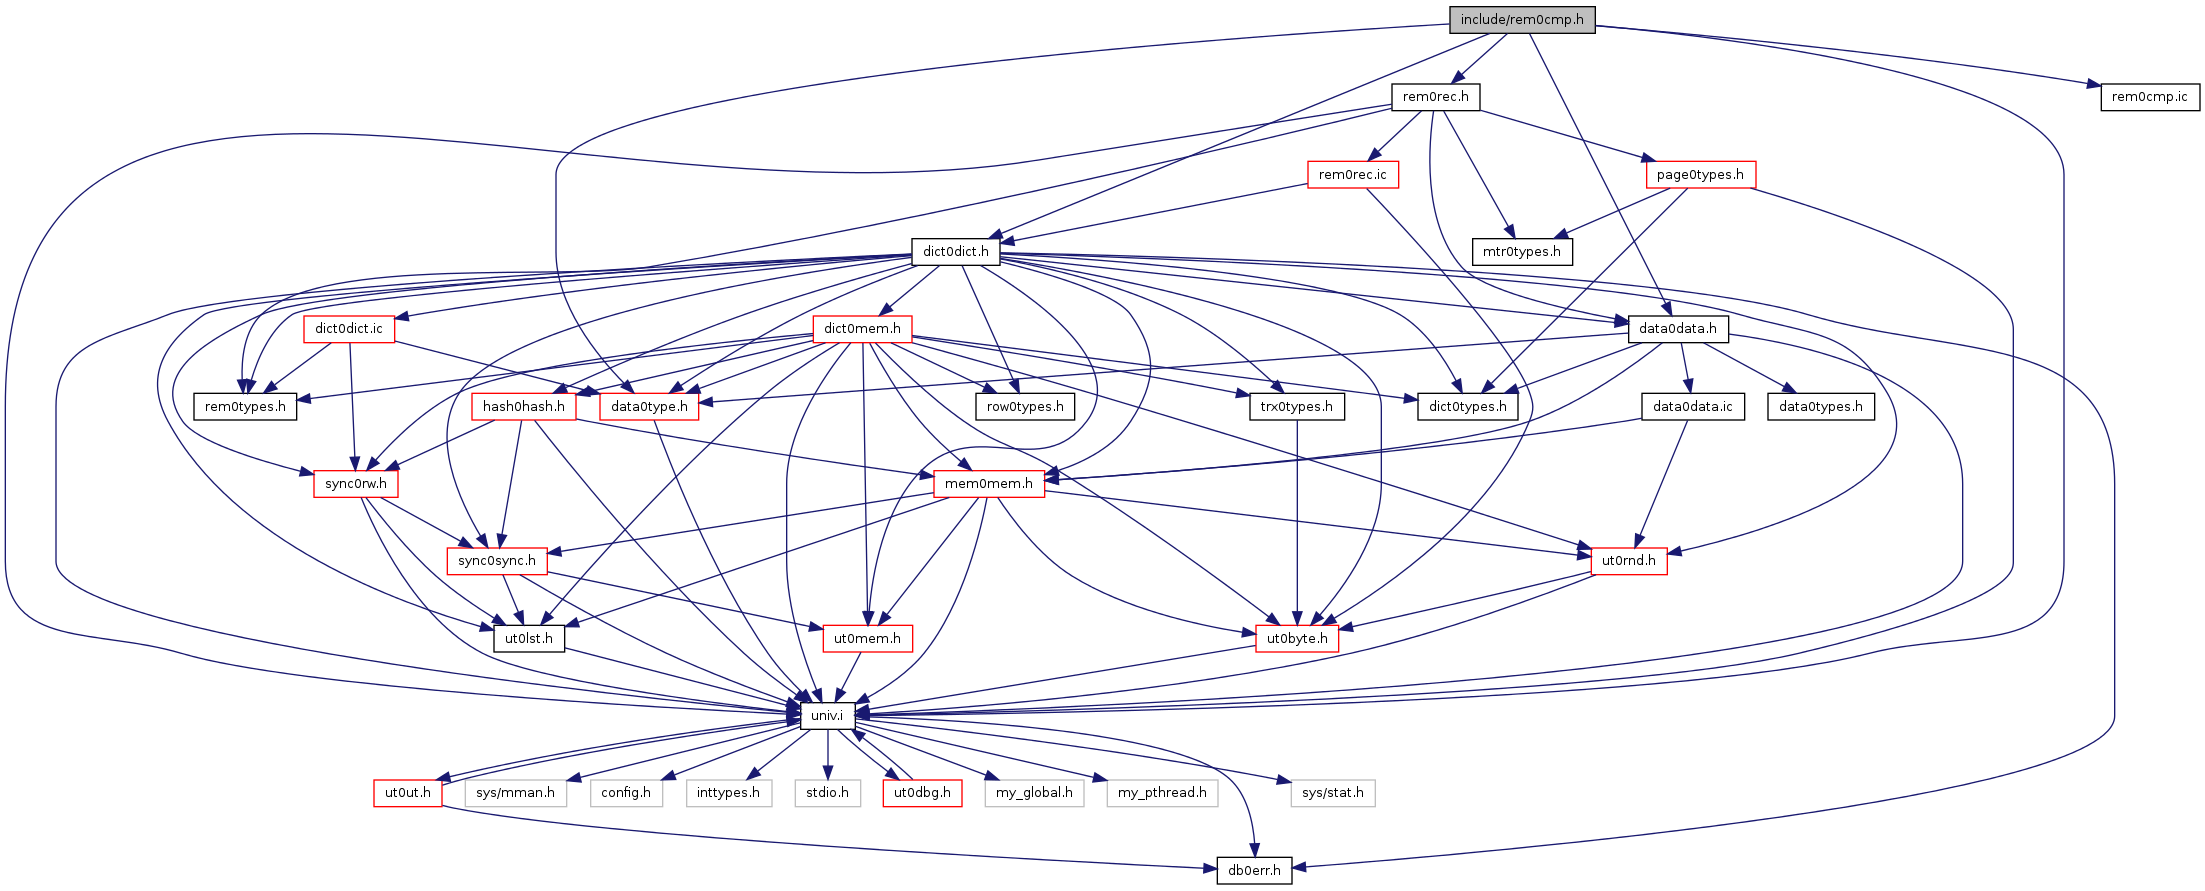 include/rem0cmp.h
rem0rec.h
rem0cmp.ic
rem0rec.ic
page0types.h
dict0dict.h
mtr0types.h
dict0dict.ic
dict0mem.h
data0data.h
rem0types.h
hash0hash.h
data0type.h
row0types.h
trx0types.h
dict0types.h
data0data.ic
data0types.h
sync0rw.h
mem0mem.h
sync0sync.h
ut0rnd.h
ut0lst.h
ut0mem.h
ut0byte.h
univ.i
ut0ut.h
sys/mman.h
config.h
inttypes.h
stdio.h
ut0dbg.h
my_global.h
my_pthread.h
sys/stat.h
db0err.h